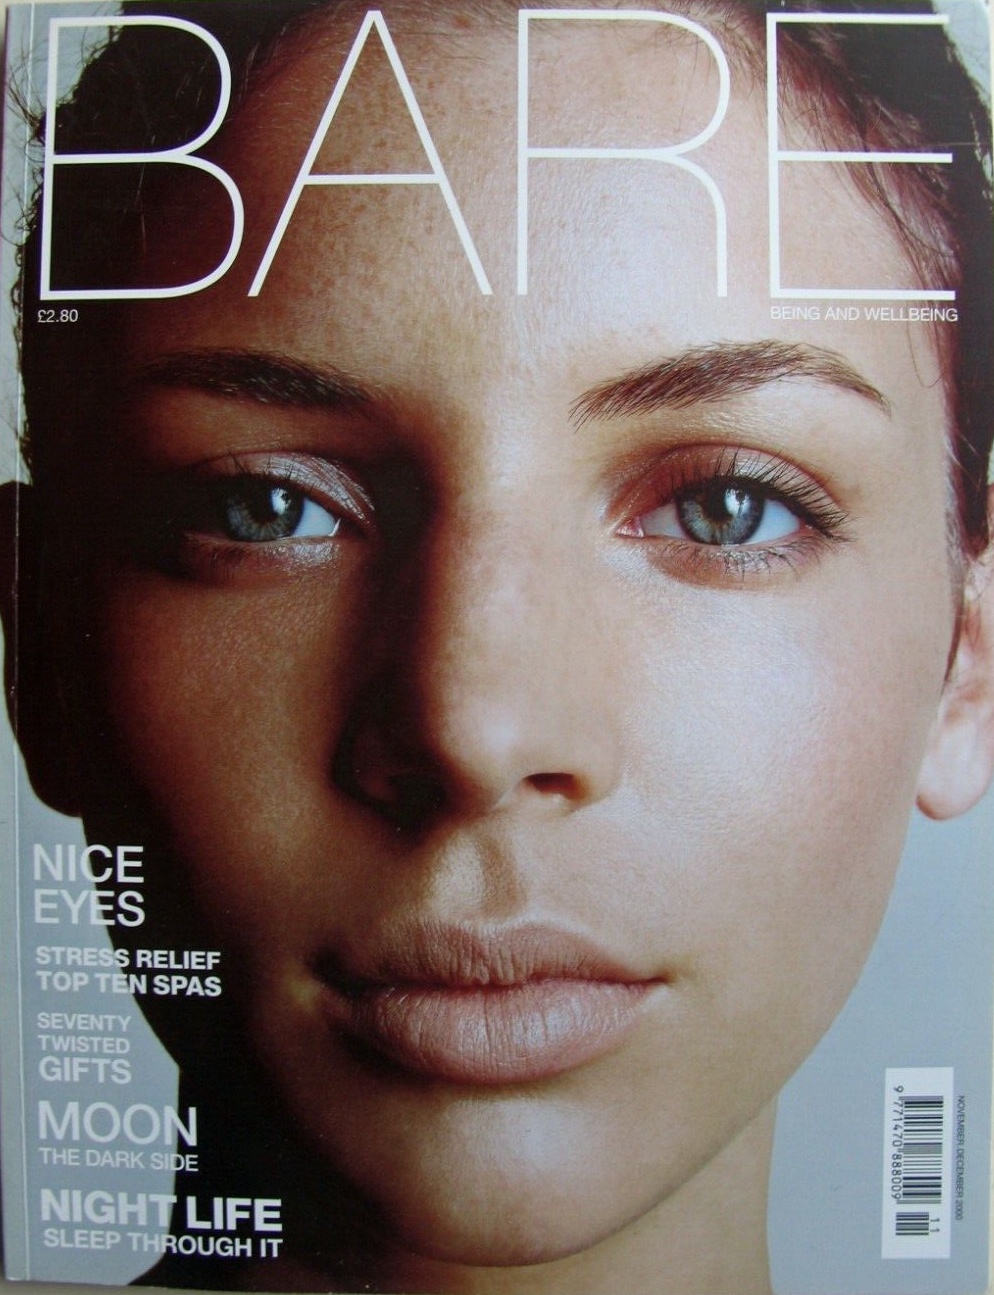 BARE
£2.80
BEING AND WELLBEING
NICE
EYES
STRESS RELIEF
TOP TEN SPAS
SEVENTY
TWISTED
GIFTS
MOON
THE DARK SIDE
NIGHT LIFE
SLEEP THROUGH IT
NOVEMBER-DECEMBER 2000
9 771470 888009
11